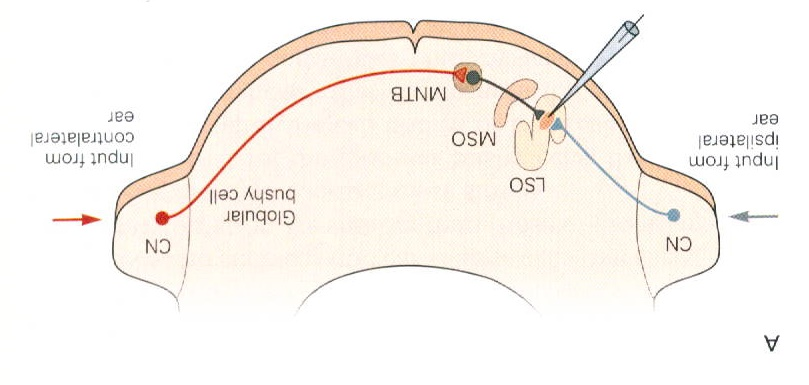 A
CN
CN
Input from
ipsilateral
ear
Globular
bushy cell
LSO
MSO
MNTB
Input from
contralateral
ear